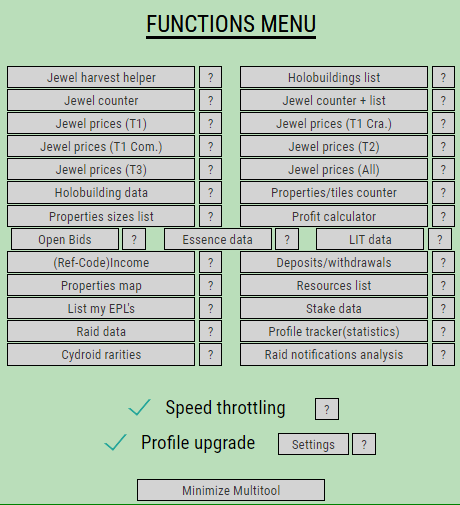 FUNCTIONS MENU
Jewel harvest helper ? Holobuildings list ?
Jewel counter ? Jewel counter + list ?
Jewel prices (T1) ? Jewel prices (T1 Cra.) ?
Jewel prices (T1 Com.) ? Jewel prices (T2) ?
Jewel prices (T3) ? Jewel prices (All) ?
Holobuilding data ? Properties/tiles counter ?
Properties sizes list ? Profit calculator ?
Open Bids ? Essence data ? LIT data ?
(Ref-Code)Income ? Deposits/withdrawals ?
Properties map ? Resources list ?
List my EPL's ? Stake data ?
Raid data ? Profile tracker(statistics) ?
Cydroid rarities ? Raid notifications analysis ?
Speed throttling ?
Profile upgrade Settings ?
Minimize Multitool